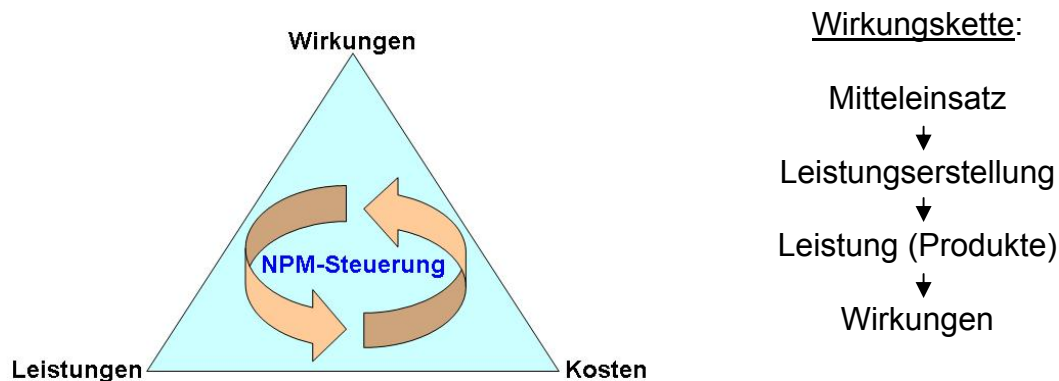 Wirkungen
NPM-Steuerung
Leistungen
Kosten
Wirkungskette:
Mitteleinsatz
Leistungserstellung
Leistung (Produkte)
Wirkungen